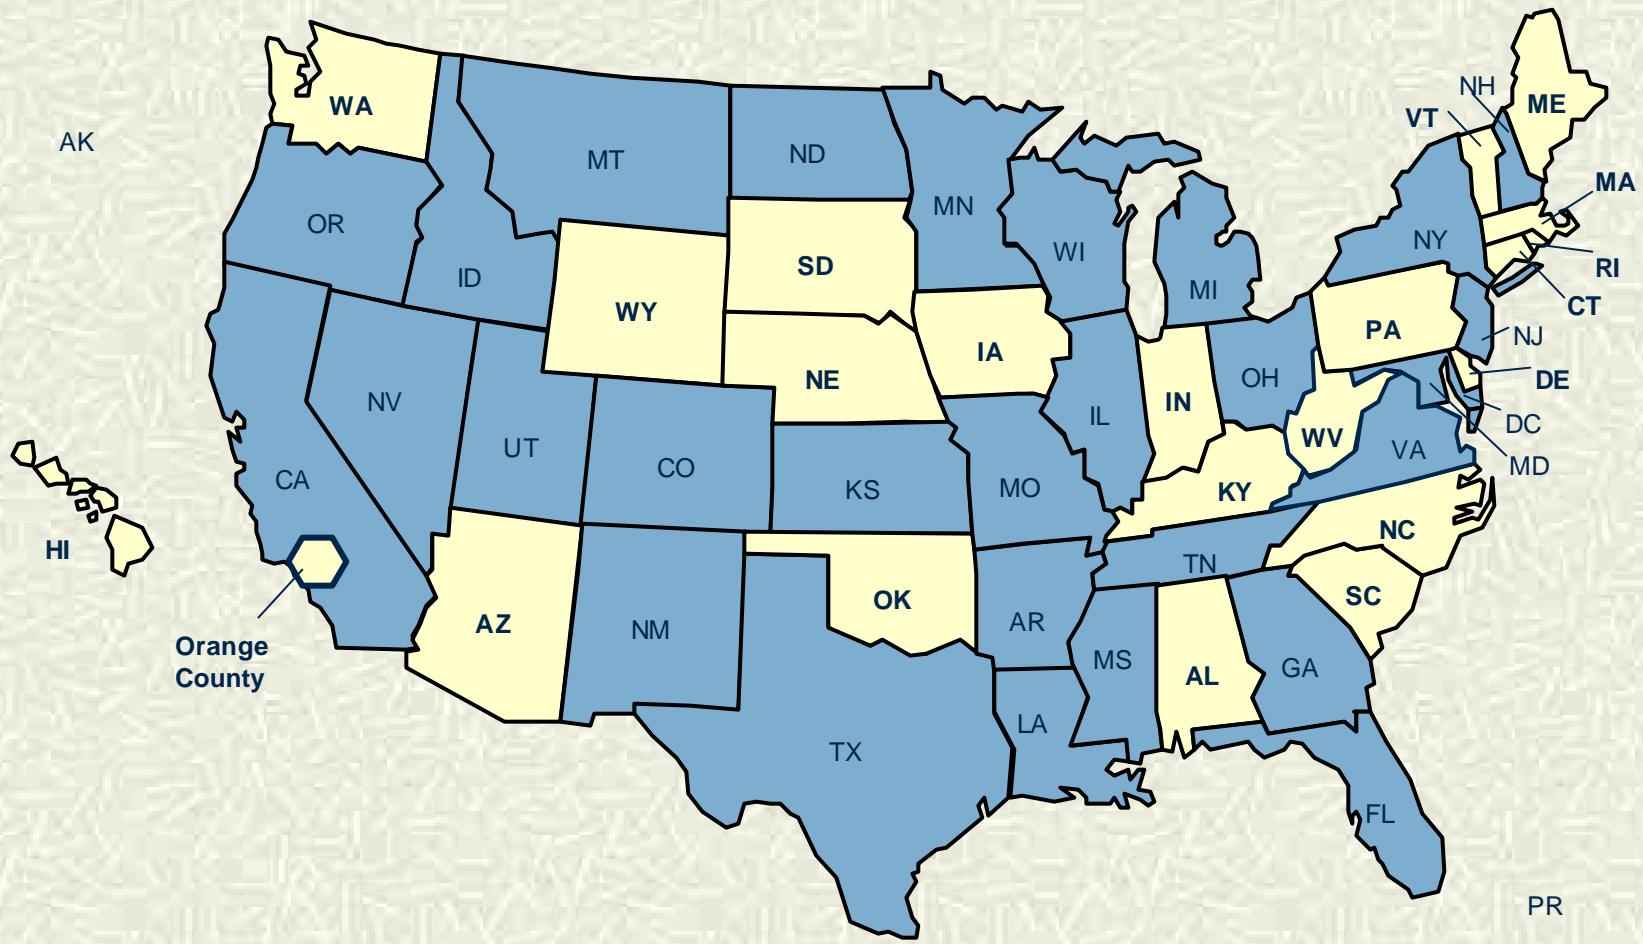 NH
ME
WA
VT
AK
MT
ND
MA
MN
OR
NY
WI
SD
RI
ID
MI
CT
WY
PA
NJ
IA
NE
OH
DE
NV
IN
IL
DC
WV
UT
VA
CO
MD
CA
KS
MO
KY
NC
HI
TN
SC
OK
AR
AZ
NM
Orange
County
MS
GA
AL
LA
TX
FL
PR